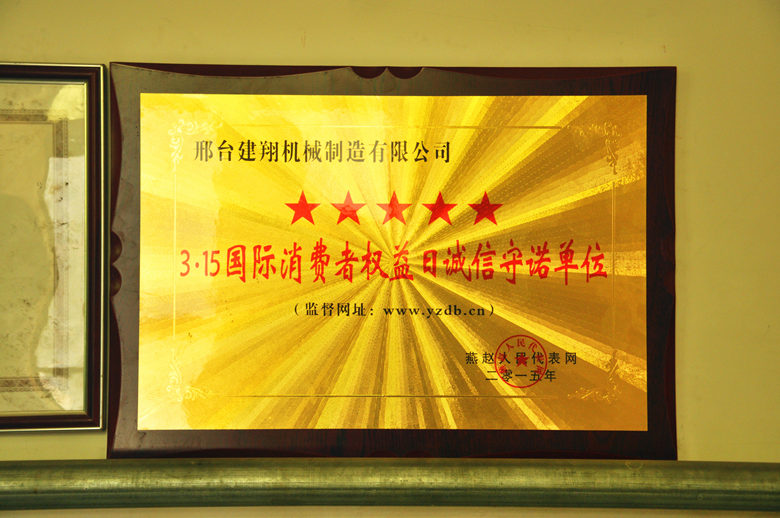 邢台建翔机械制造有限公司
★★★★★
3·15国际消费者权益日诚信守诺单位
（监督网址：www.yzdb.cn）
燕赵人民代表网
二零一五年